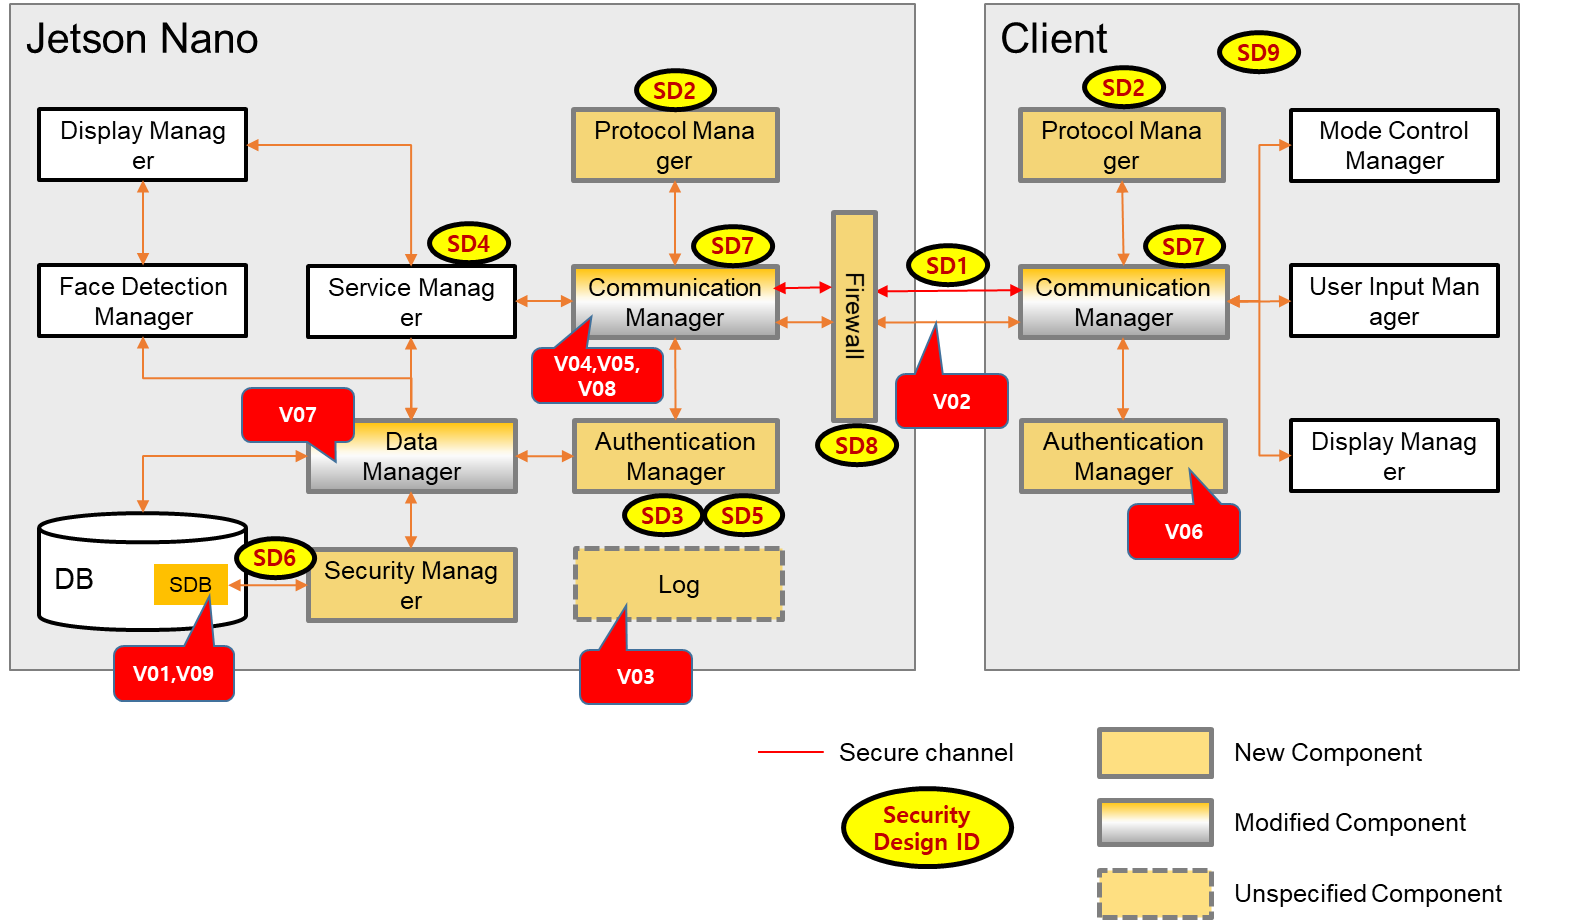 Jetson Nano
Client
SD9
SD2
SD2
Display Manag
er
Protocol Mana
ger
Protocol Mana
ger
Mode Control
Manager
SD4
SD7
SD1
SD7
Face Detection
Manager
Service Manag
er
Communication
Manager
Firewall
Communication
Manager
User Input Man
ager
V04,V05,
V08
V02
V07
Data
Manager
Authentication
Manager
SD8
Authentication
Manager
Display Manag
er
SD3
SD5
V06
SD6
DB
SDB
Security Manag
er
Log
V01,V09
V03
Secure channel
New Component
Security
Design ID
Modified Component
Unspecified Component